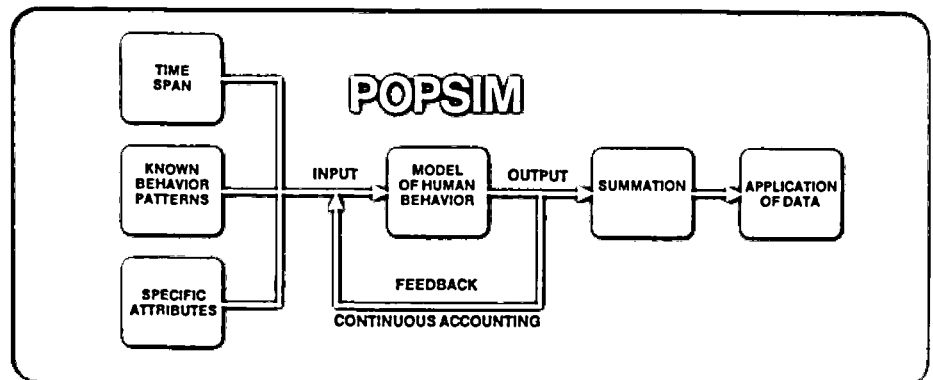 POPSIM
TIME
SPAN
KNOWN
BEHAVIOR
PATTERNS
SPECIFIC
ATTRIBUTES
INPUT
MODEL
OF HUMAN
BEHAVIOR
OUTPUT
SUMMATION
APPLICATION
OF DATA
FEEDBACK
CONTINUOUS ACCOUNTING